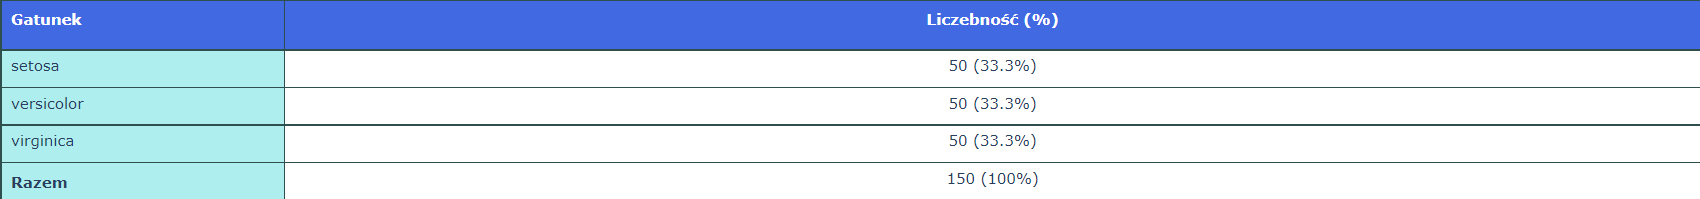 Gatunek Liczebność (%)
setosa 50 (33.3%)
versicolor 50 (33.3%)
virginica 50 (33.3%)
Razem 150 (100%)